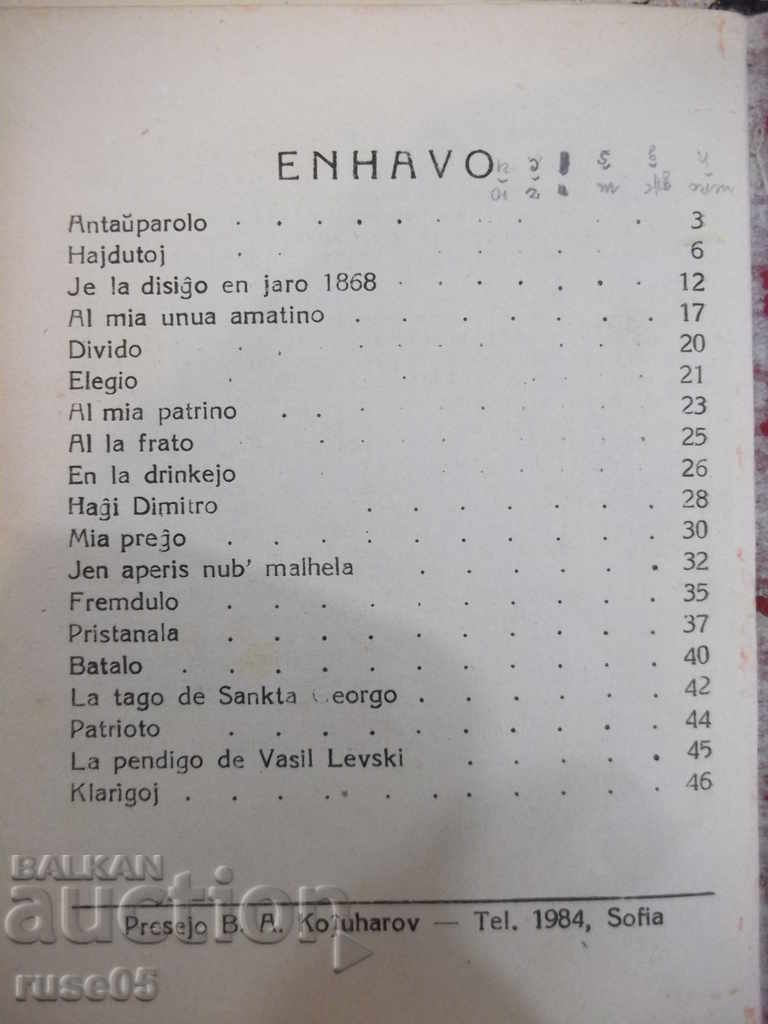 ENHAVO
Antaŭparolo . . . . . . . . . 3
Hajdutoj . . . . . . . . . 6
Je la disiĝo en jaro 1868 . . . . . . 12
Al mia unua amatino . . . . . . . 17
Divido . . . . . . . . . 20
Elegio . . . . . . . . . 21
Al mia patrino . . . . . . . . 23
Al la frato . . . . . . . . 25
En la drinkejo . . . . . . . . 26
Haĝi Dimitro . . . . . . . 28
Mia preĝo . . . . . . . . . . 30
Jen aperis nub' malhela . . . . . . 32
Fremdulo . . . . . . . . . . 35
Pristanala . . . . . . . . . . 37
Batalo . . . . . . . . . . . 40
La tago de Sankta Georgo . . . . . . 42
Patrioto . . . . . . . . . . 44
La pendigo de Vasil Levski . . . . . 45
Klarigoj . . . . . . . . . . . 46
Presejo B. A. Koĵuharov — Tel. 1984, Sofia
BALKAN
auction
ruse05